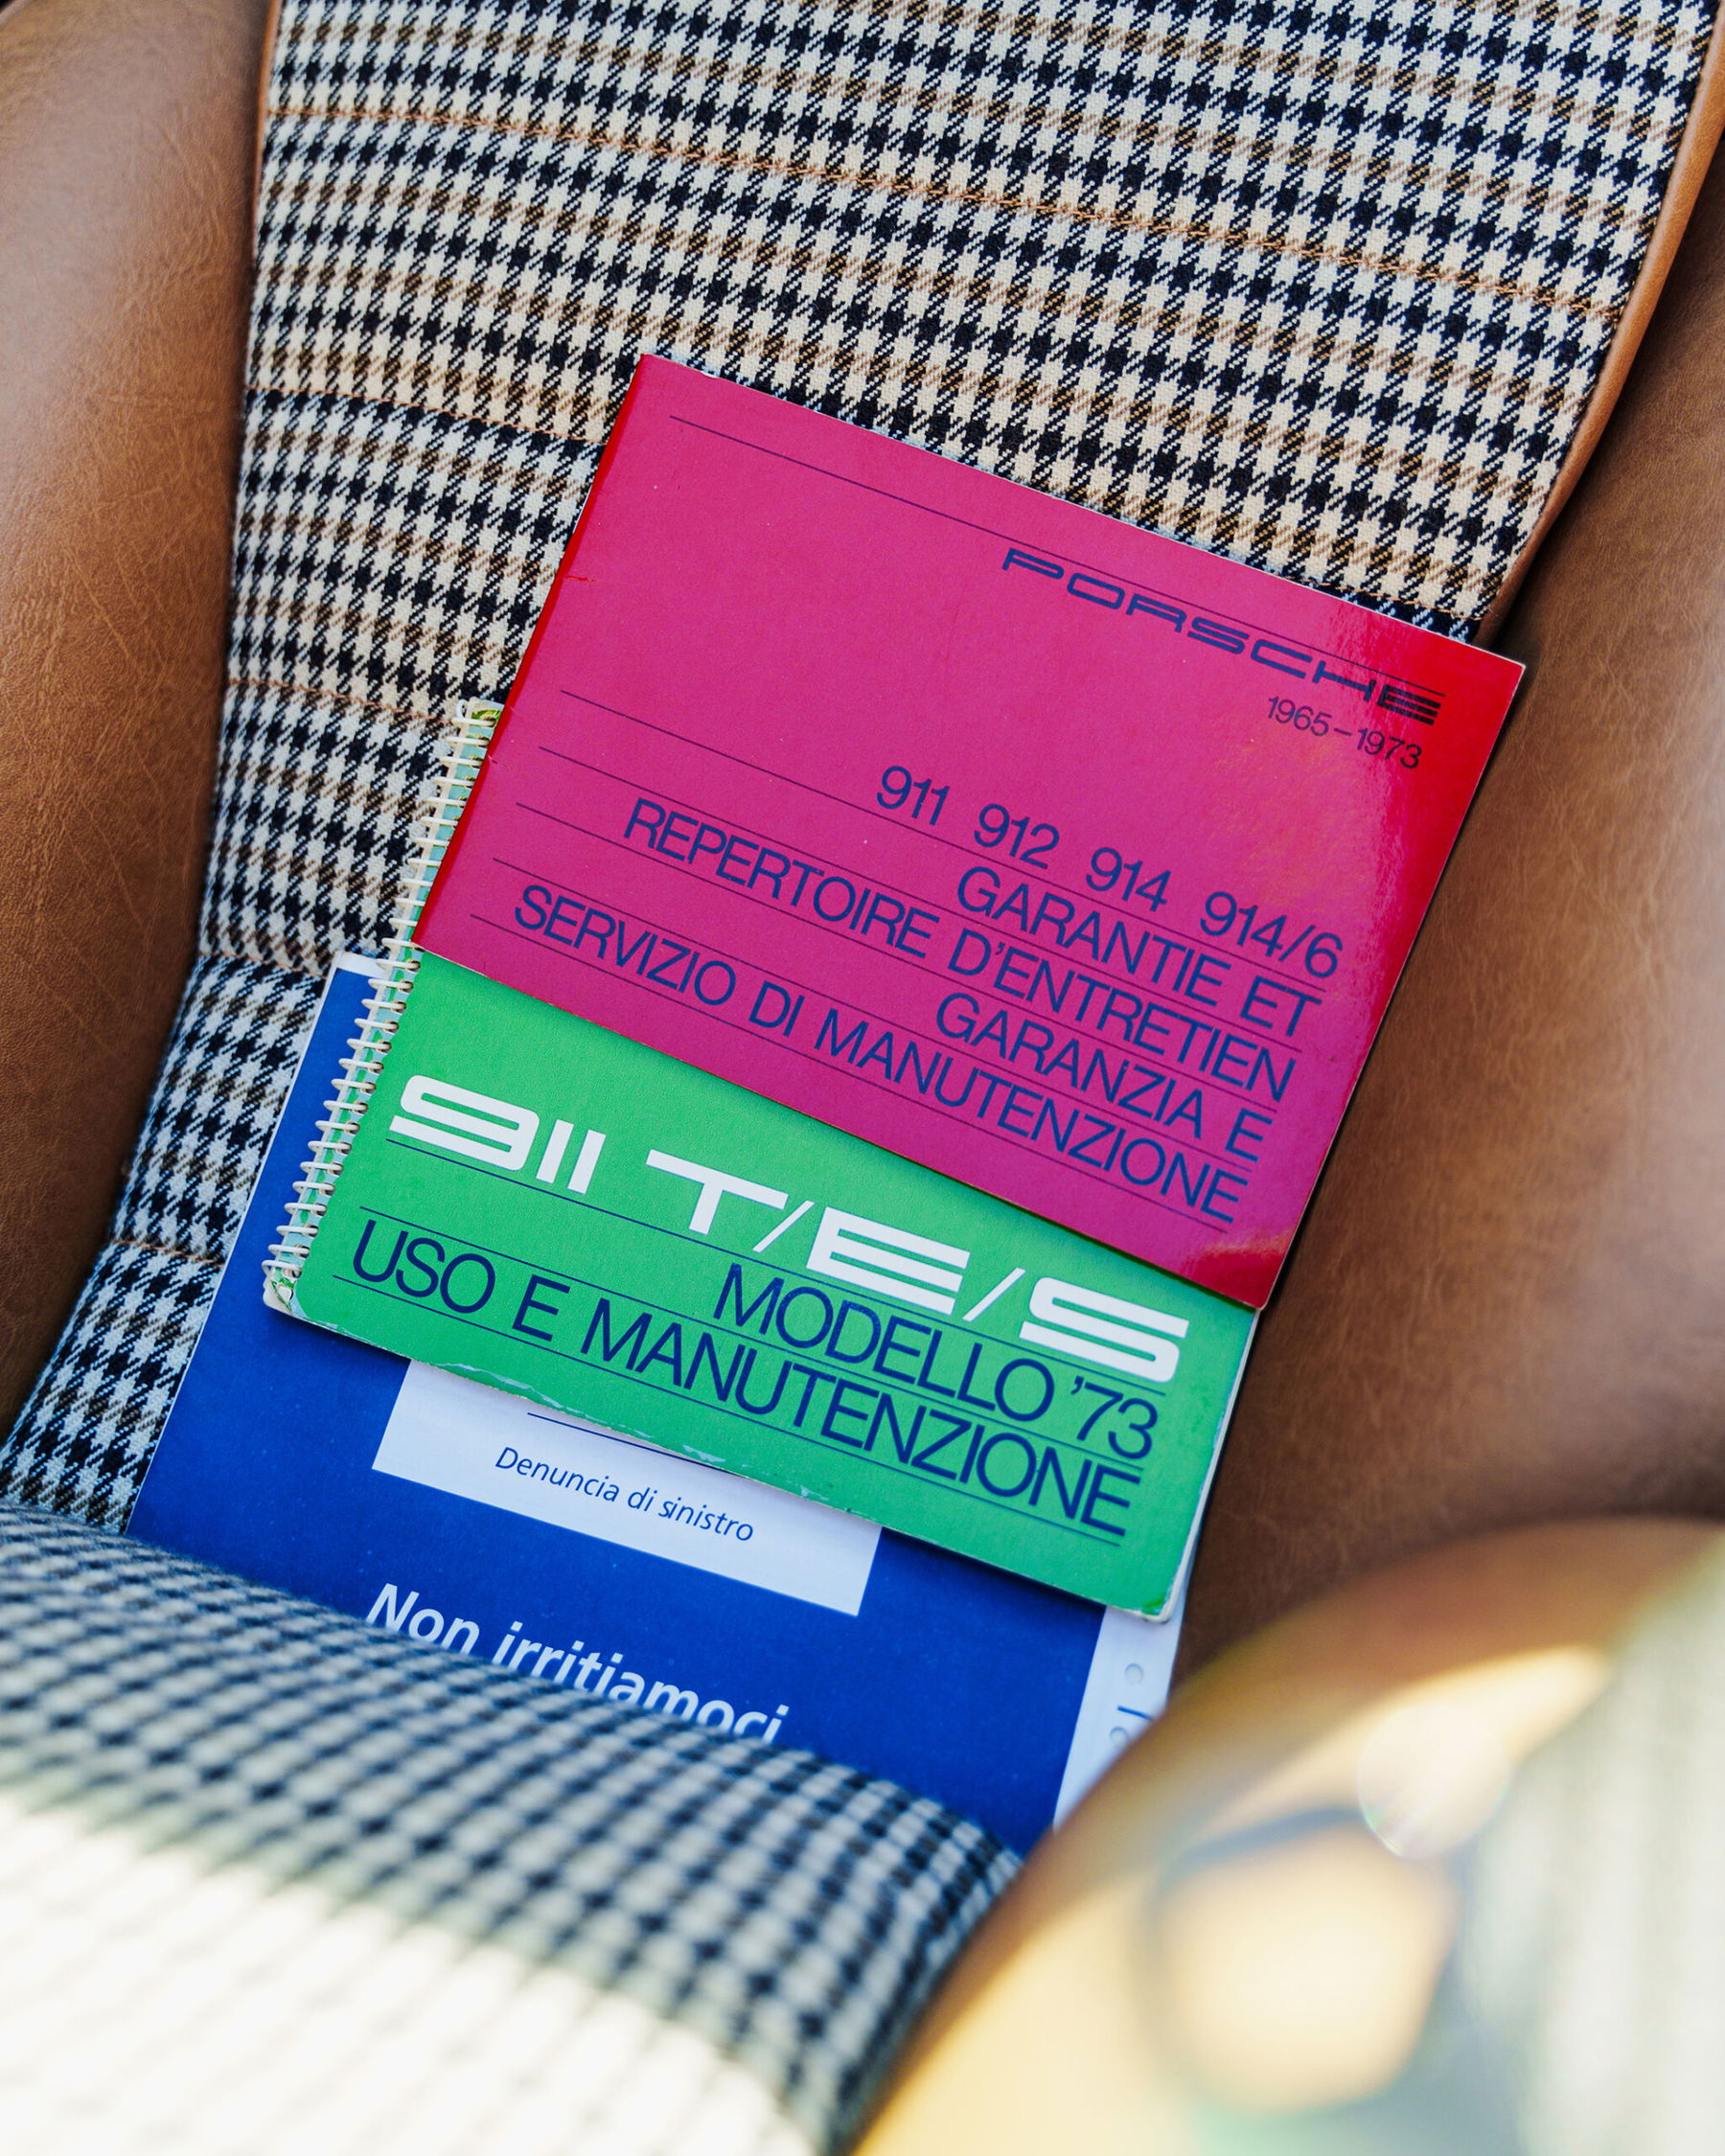 PORSCHE
1965-1973
911 912 914 914/6
GARANTIE ET
REPERTOIRE D'ENTRETIEN
GARANZIA E
SERVIZIO DI MANUTENZIONE
911 T/E/S
MODELLO '73
USO E MANUTENZIONE
Denuncia di sinistro
Non irritiamoci